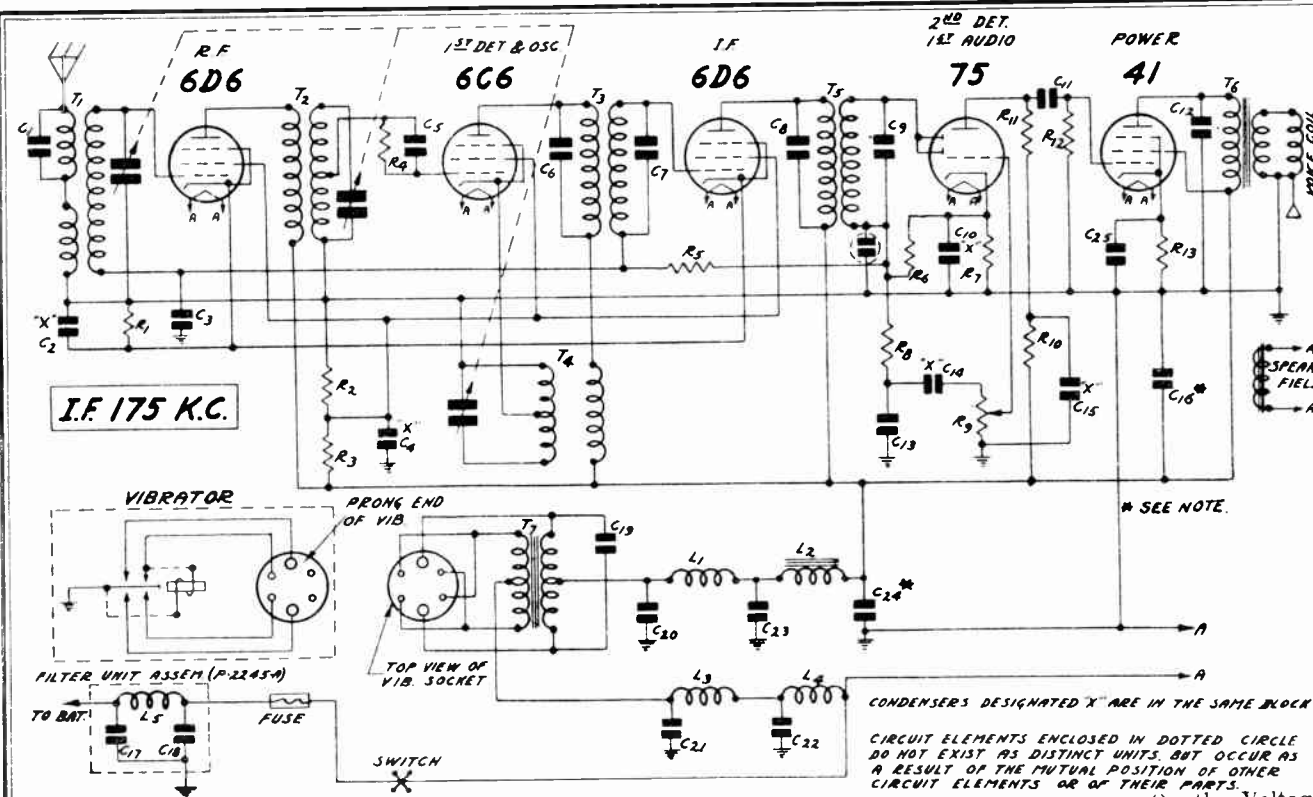 R F
6D6
1ST DET & OSC.
6C6
I.F.
6D6
2ND DET.
1ST AUDIO
75
POWER
41
T1
T2
T3
T5
T6
C1
C5
R4
C6
C7
C8
C9
R11
C11
R12
C12
VOICE COIL
A A
A A
A A
A A
A A
R5
R6
C10
"X"
R7
C25
R13
"X"
C2
R1
C3
T4
R2
R8
"X" C14
R10
"X"
C15
C16*
A
SPEAK
FIEL
A
I.F. 175 K.C.
R3
"X"
C4
C13
R9
* SEE NOTE.
VIBRATOR
PRONG END
OF VIB.
T7
C19
L1
L2
C20
C23
C24*
A
TOP VIEW OF
VIB. SOCKET
FILTER UNIT ASSEM (P-2245-A)
TO BAT.
L5
FUSE
C17
C18
L3
L4
A
C21
C22
SWITCH
CONDENSERS DESIGNATED "X" ARE IN THE SAME BLOCK
CIRCUIT ELEMENTS ENCLOSED IN DOTTED CIRCLE
DO NOT EXIST AS DISTINCT UNITS, BUT OCCUR AS
A RESULT OF THE MUTUAL POSITION OF OTHER
CIRCUIT ELEMENTS OR OF THEIR PARTS.